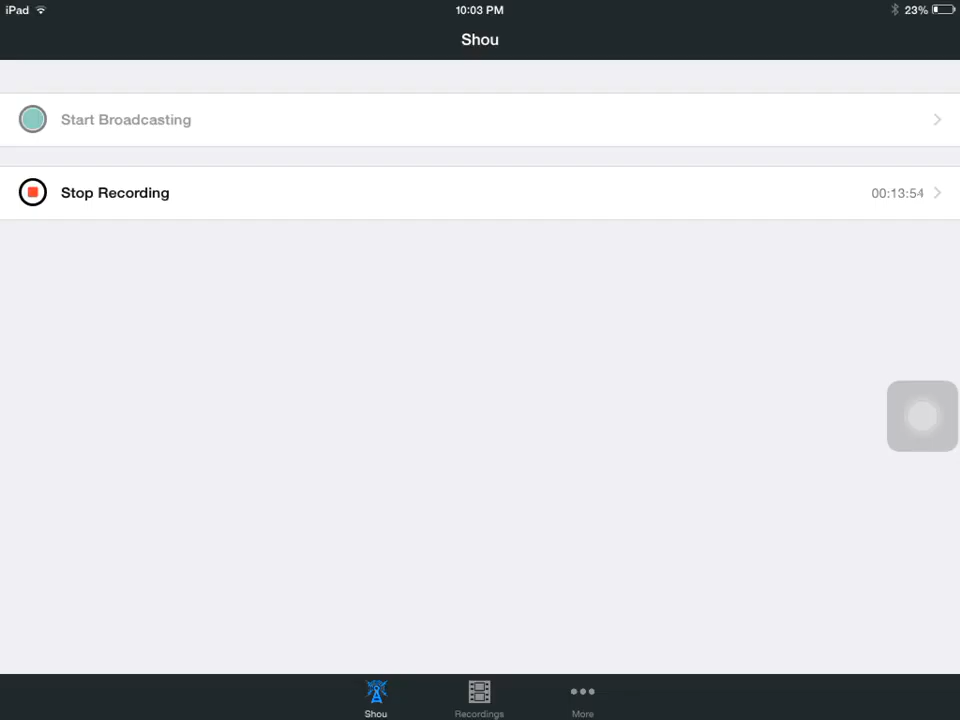 iPad 10:03 PM 23%
Shou
Start Broadcasting
Stop Recording 00:13:54
Shou Recordings More